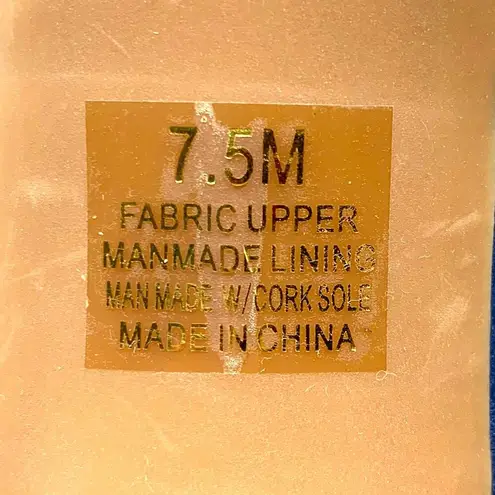 7.5M
FABRIC UPPER
MANMADE LINING
MAN MADE W/CORK SOLE
MADE IN CHINA